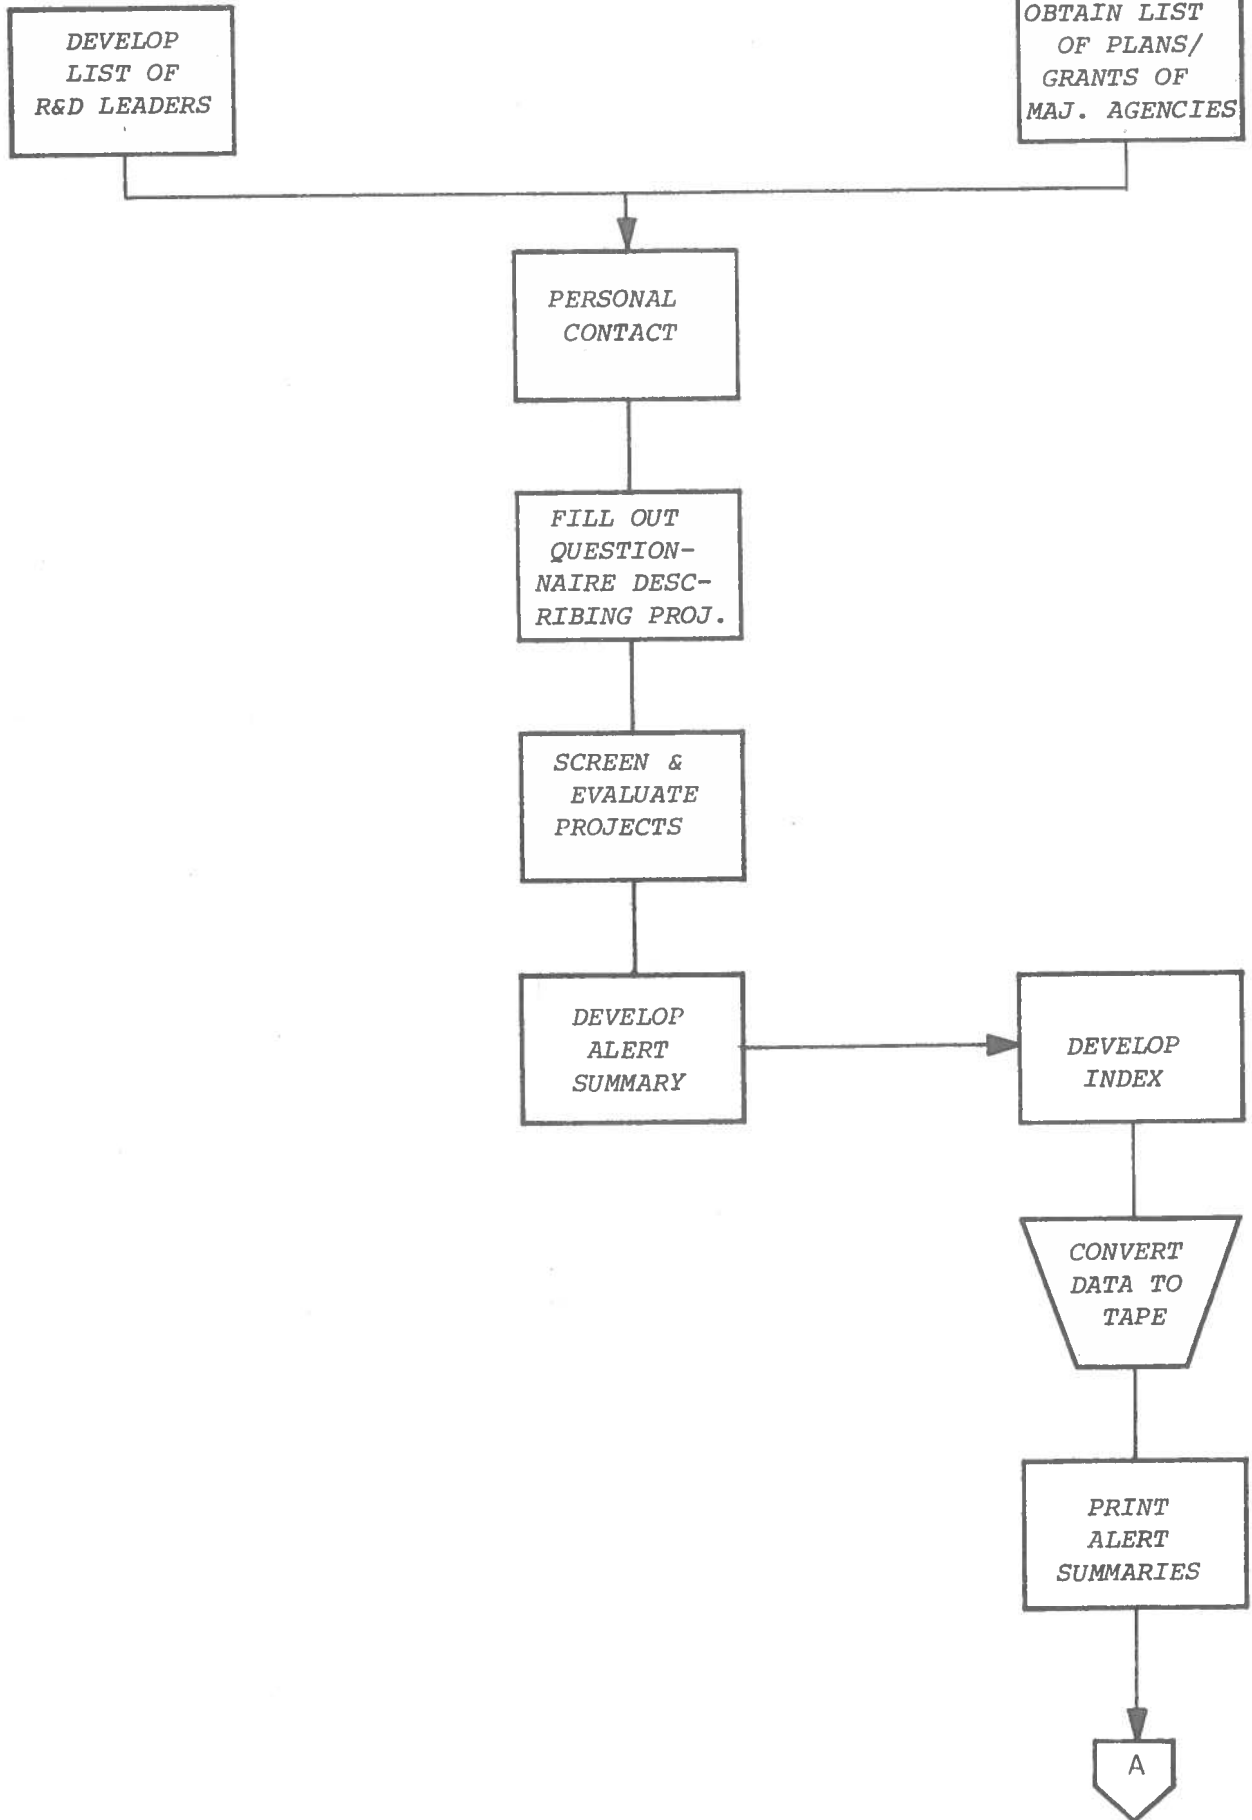 DEVELOP
LIST OF
R&D LEADERS
OBTAIN LIST
OF PLANS/
GRANTS OF
MAJ. AGENCIES
PERSONAL
CONTACT
FILL OUT
QUESTION-
NAIRE DESC-
RIBING PROJ.
SCREEN &
EVALUATE
PROJECTS
DEVELOP
ALERT
SUMMARY
DEVELOP
INDEX
CONVERT
DATA TO
TAPE
PRINT
ALERT
SUMMARIES
A